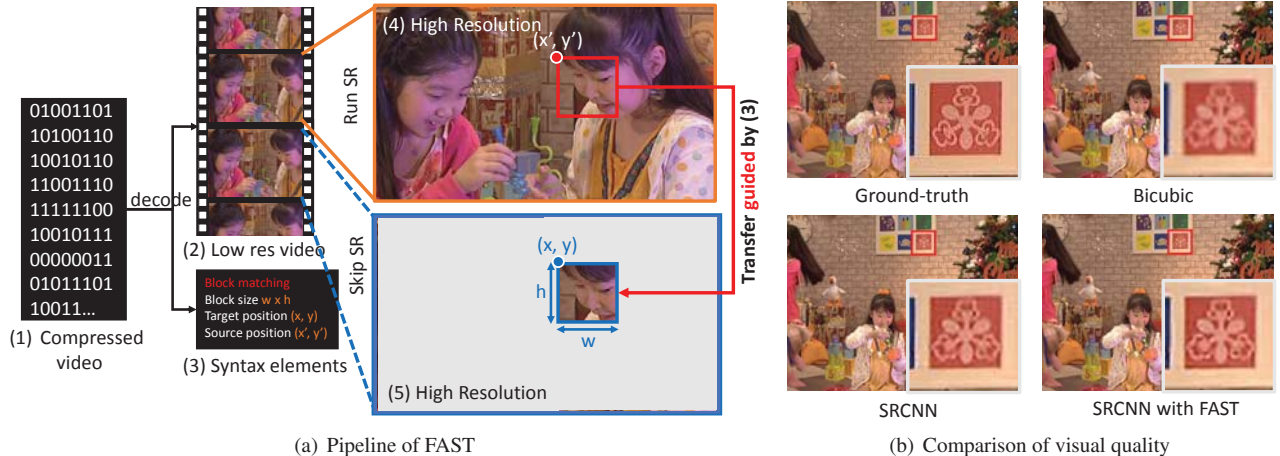 01001101
10100110
10010110
11001110
11111100
10010111
00000011
01011101
10011...
(1) Compressed
video
decode
(2) Low res video
Block matching
Block size w x h
Target position (x, y)
Source position (x’, y’)
(3) Syntax elements
Run SR
Skip SR
(4) High Resolution
(x’, y’)
Transfer guided by (3)
(x, y)
h
w
(5) High Resolution
(a) Pipeline of FAST
Ground-truth
Bicubic
SRCNN
SRCNN with FAST
(b) Comparison of visual quality